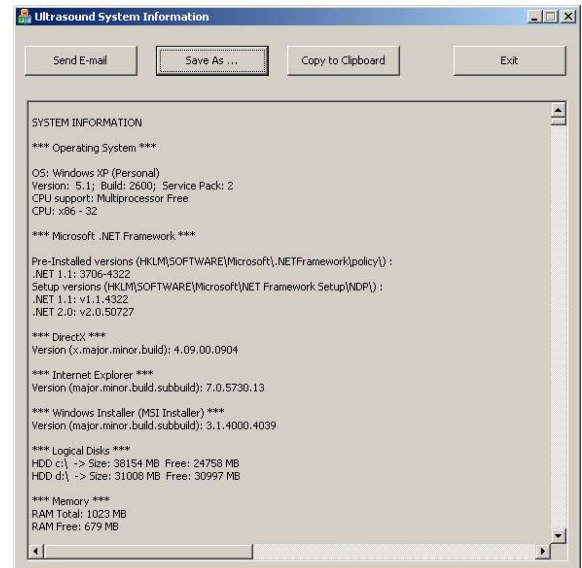 Ultrasound System Information
Send E-mail
Save As ...
Copy to Clipboard
Exit
SYSTEM INFORMATION
*** Operating System ***
OS: Windows XP (Personal)
Version: 5.1; Build: 2600; Service Pack: 2
CPU support: Multiprocessor Free
CPU: x86 - 32
*** Microsoft .NET Framework ***
Pre-Installed versions (HKLM\SOFTWARE\Microsoft\.NETFramework\policy\) :
.NET 1.1: 3706-4322
Setup versions (HKLM\SOFTWARE\Microsoft\NET Framework Setup\NDP\) :
.NET 1.1: v1.1.4322
.NET 2.0: v2.0.50727
*** DirectX ***
Version (x.major.minor.build): 4.09.00.0904
*** Internet Explorer ***
Version (major.minor.build.subbuild): 7.0.5730.13
*** Windows Installer (MSI Installer) ***
Version (major.minor.build.subbuild): 3.1.4000.4039
*** Logical Disks ***
HDD c:\ -> Size: 38154 MB Free: 24758 MB
HDD d:\ -> Size: 31008 MB Free: 30997 MB
*** Memory ***
RAM Total: 1023 MB
RAM Free: 679 MB